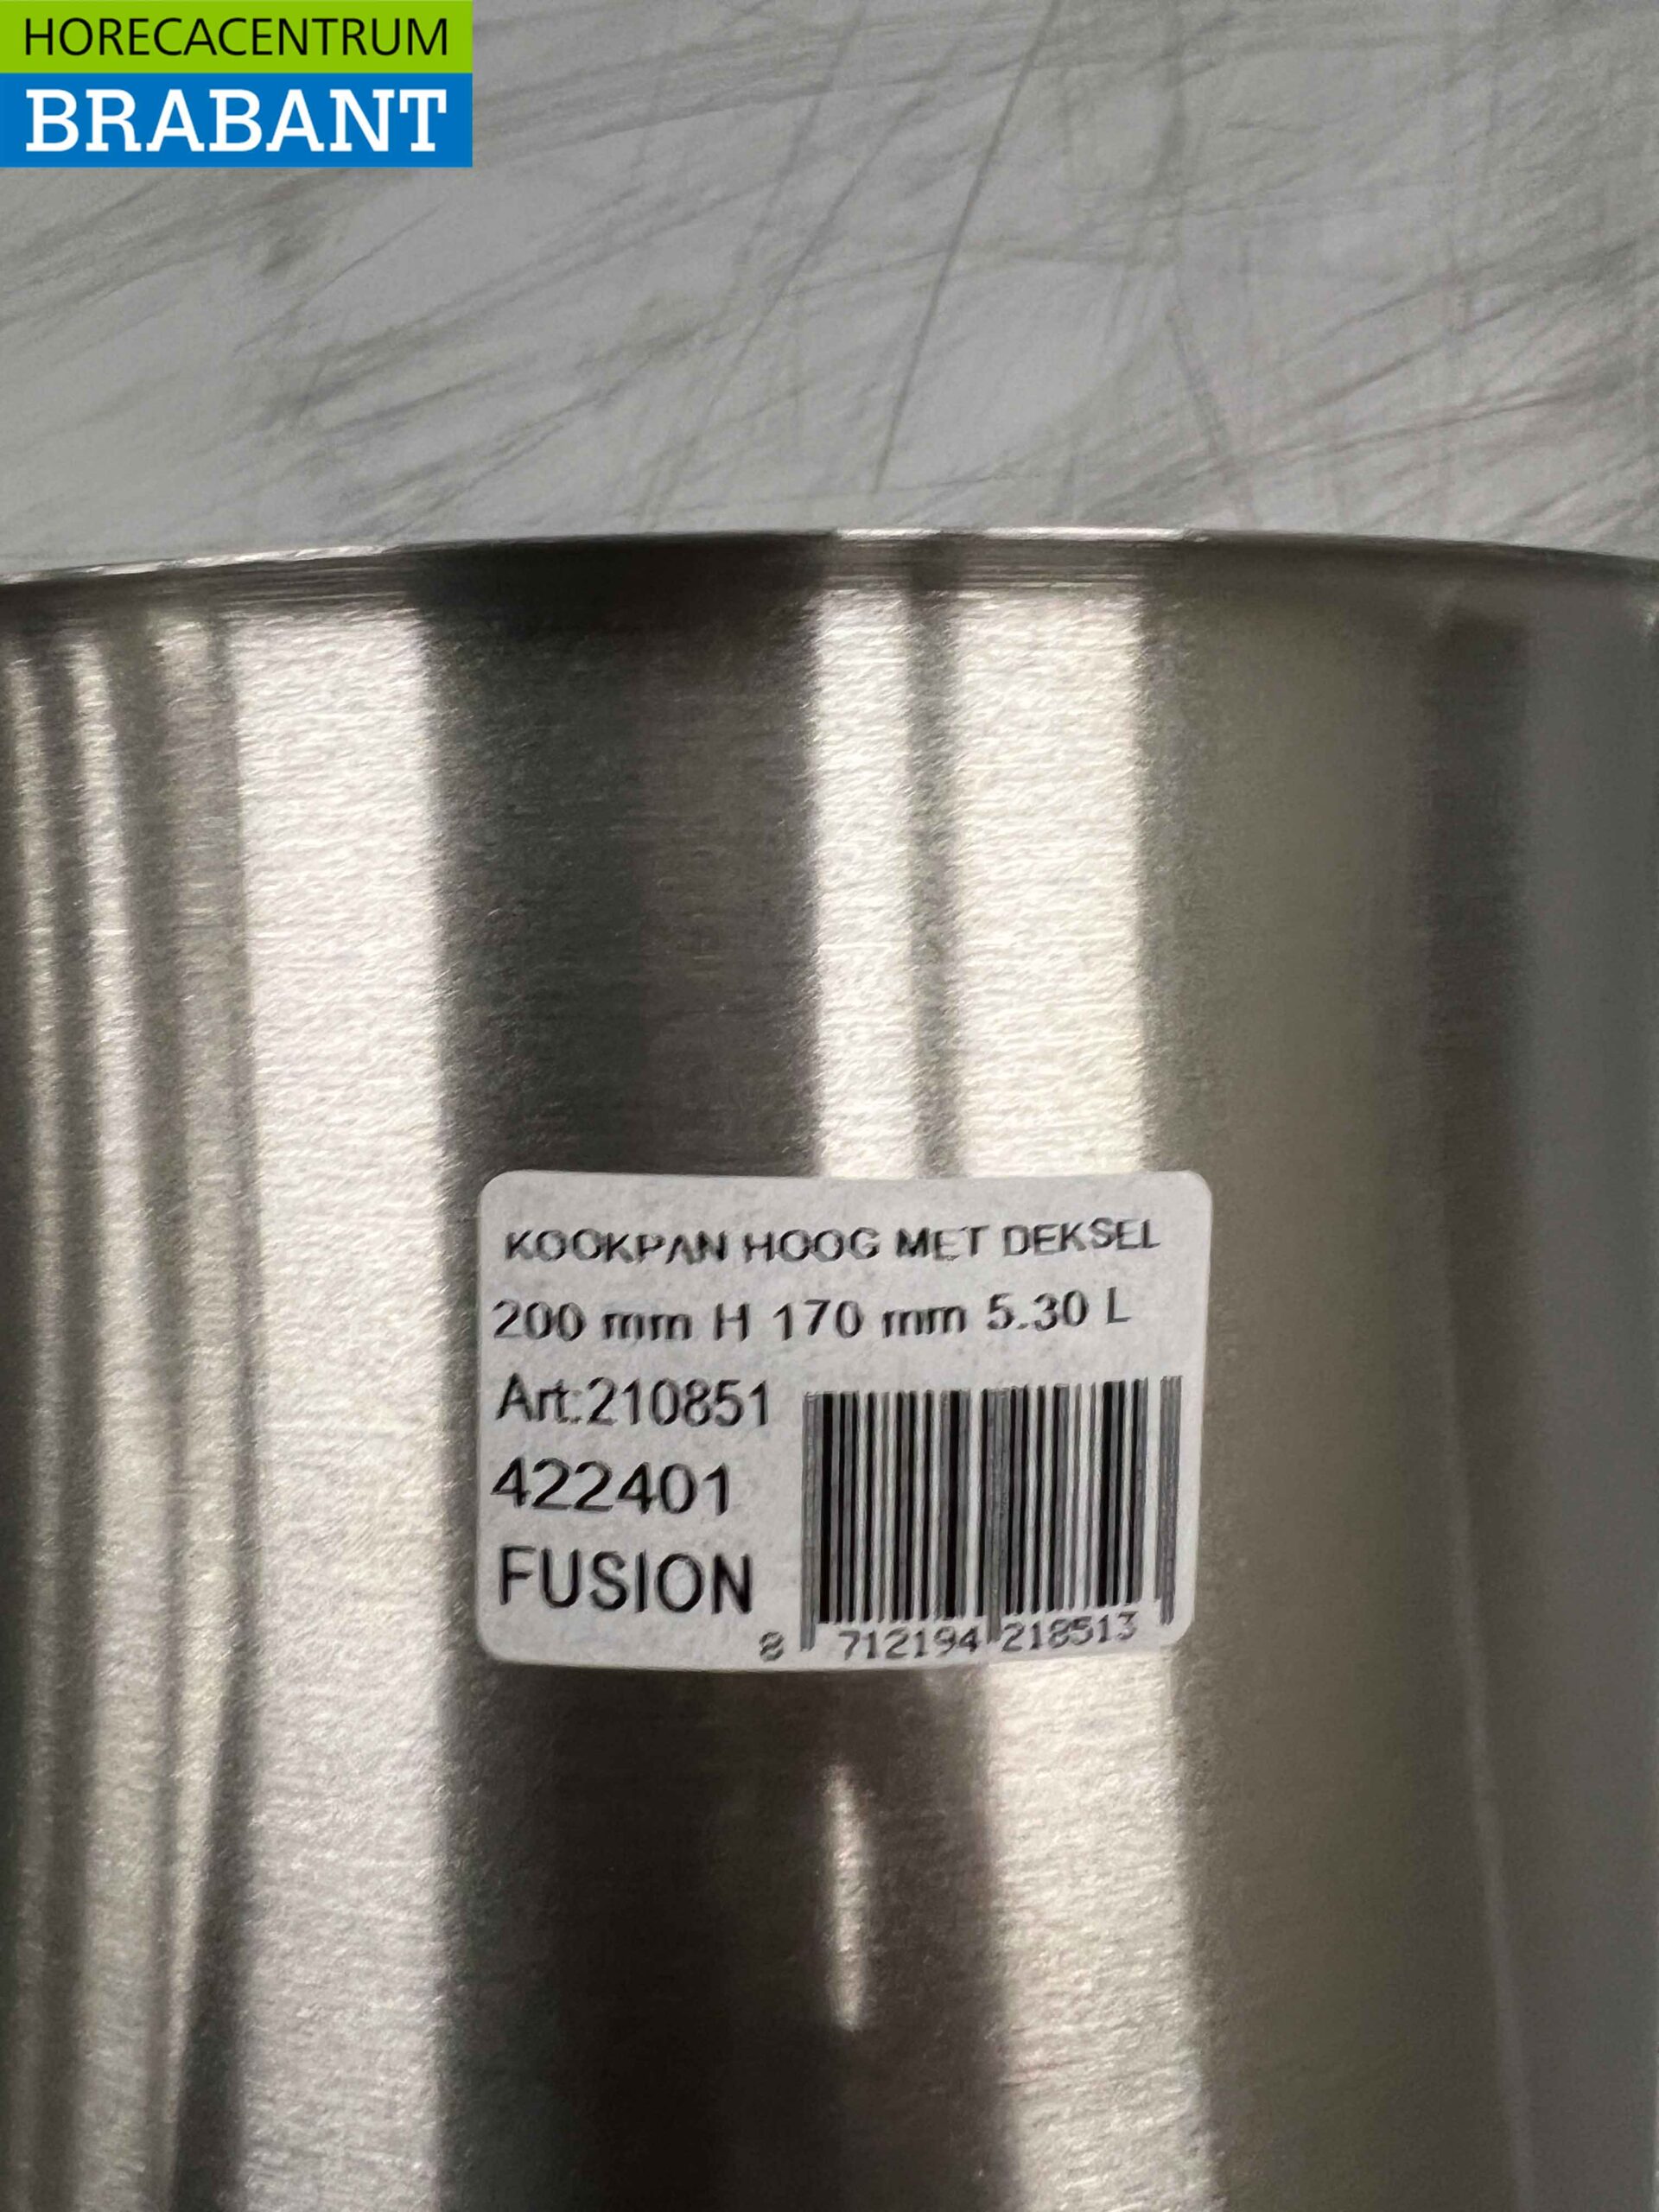 HORECACENTRUM
BRABANT
KOOKPAN HOOG MET DEKSEL
200 mm H 170 mm 5.30 L
Art:210851
422401
FUSION
8 712194 218513